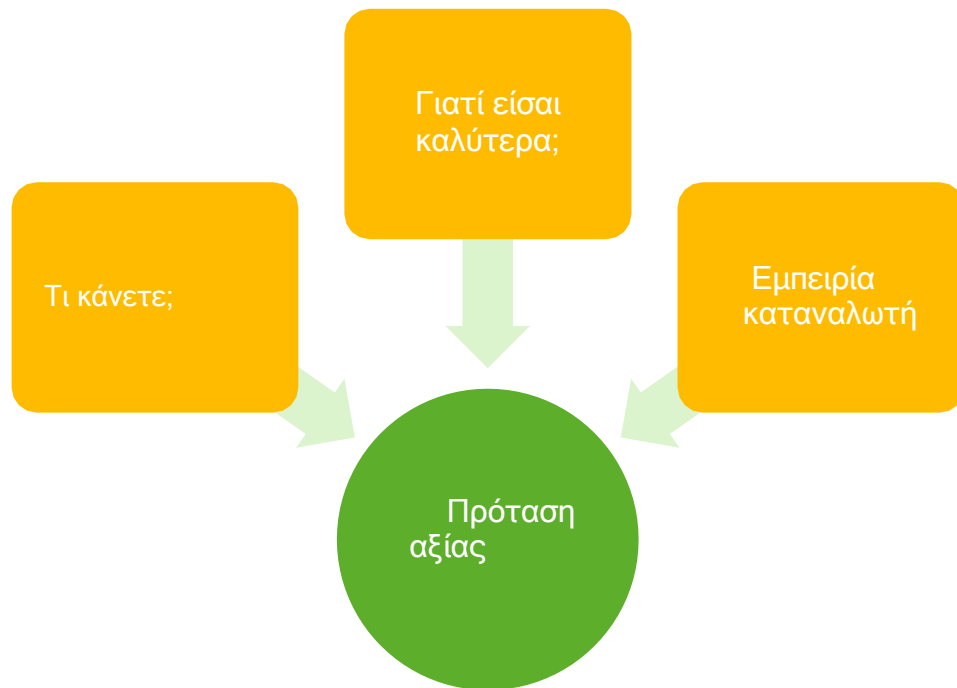 Γιατί είσαι
καλύτερα;
Τι κάνετε;
Εμπειρία
καταναλωτή
Πρόταση
αξίας